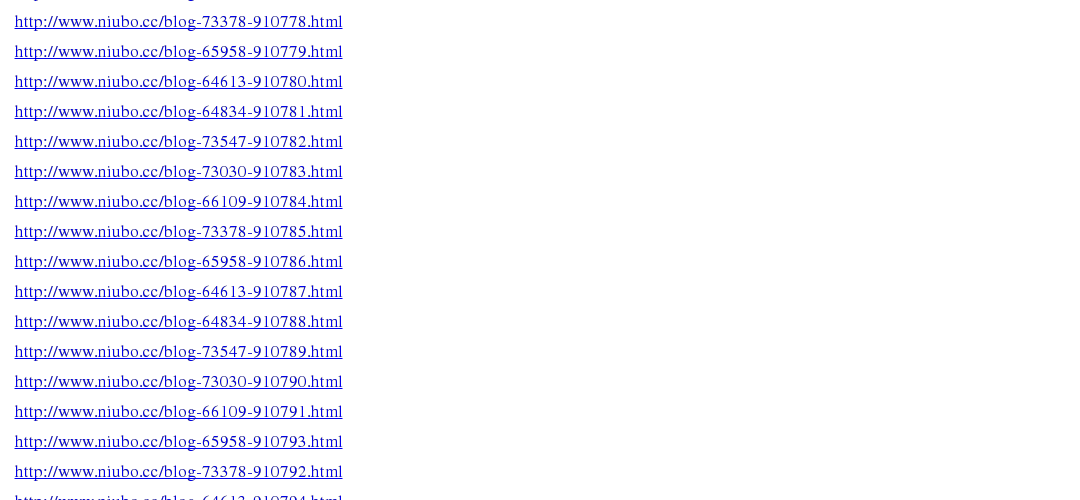 http://www.niubo.cc/blog-73378-910778.html
http://www.niubo.cc/blog-65958-910779.html
http://www.niubo.cc/blog-64613-910780.html
http://www.niubo.cc/blog-64834-910781.html
http://www.niubo.cc/blog-73547-910782.html
http://www.niubo.cc/blog-73030-910783.html
http://www.niubo.cc/blog-66109-910784.html
http://www.niubo.cc/blog-73378-910785.html
http://www.niubo.cc/blog-65958-910786.html
http://www.niubo.cc/blog-64613-910787.html
http://www.niubo.cc/blog-64834-910788.html
http://www.niubo.cc/blog-73547-910789.html
http://www.niubo.cc/blog-73030-910790.html
http://www.niubo.cc/blog-66109-910791.html
http://www.niubo.cc/blog-65958-910793.html
http://www.niubo.cc/blog-73378-910792.html